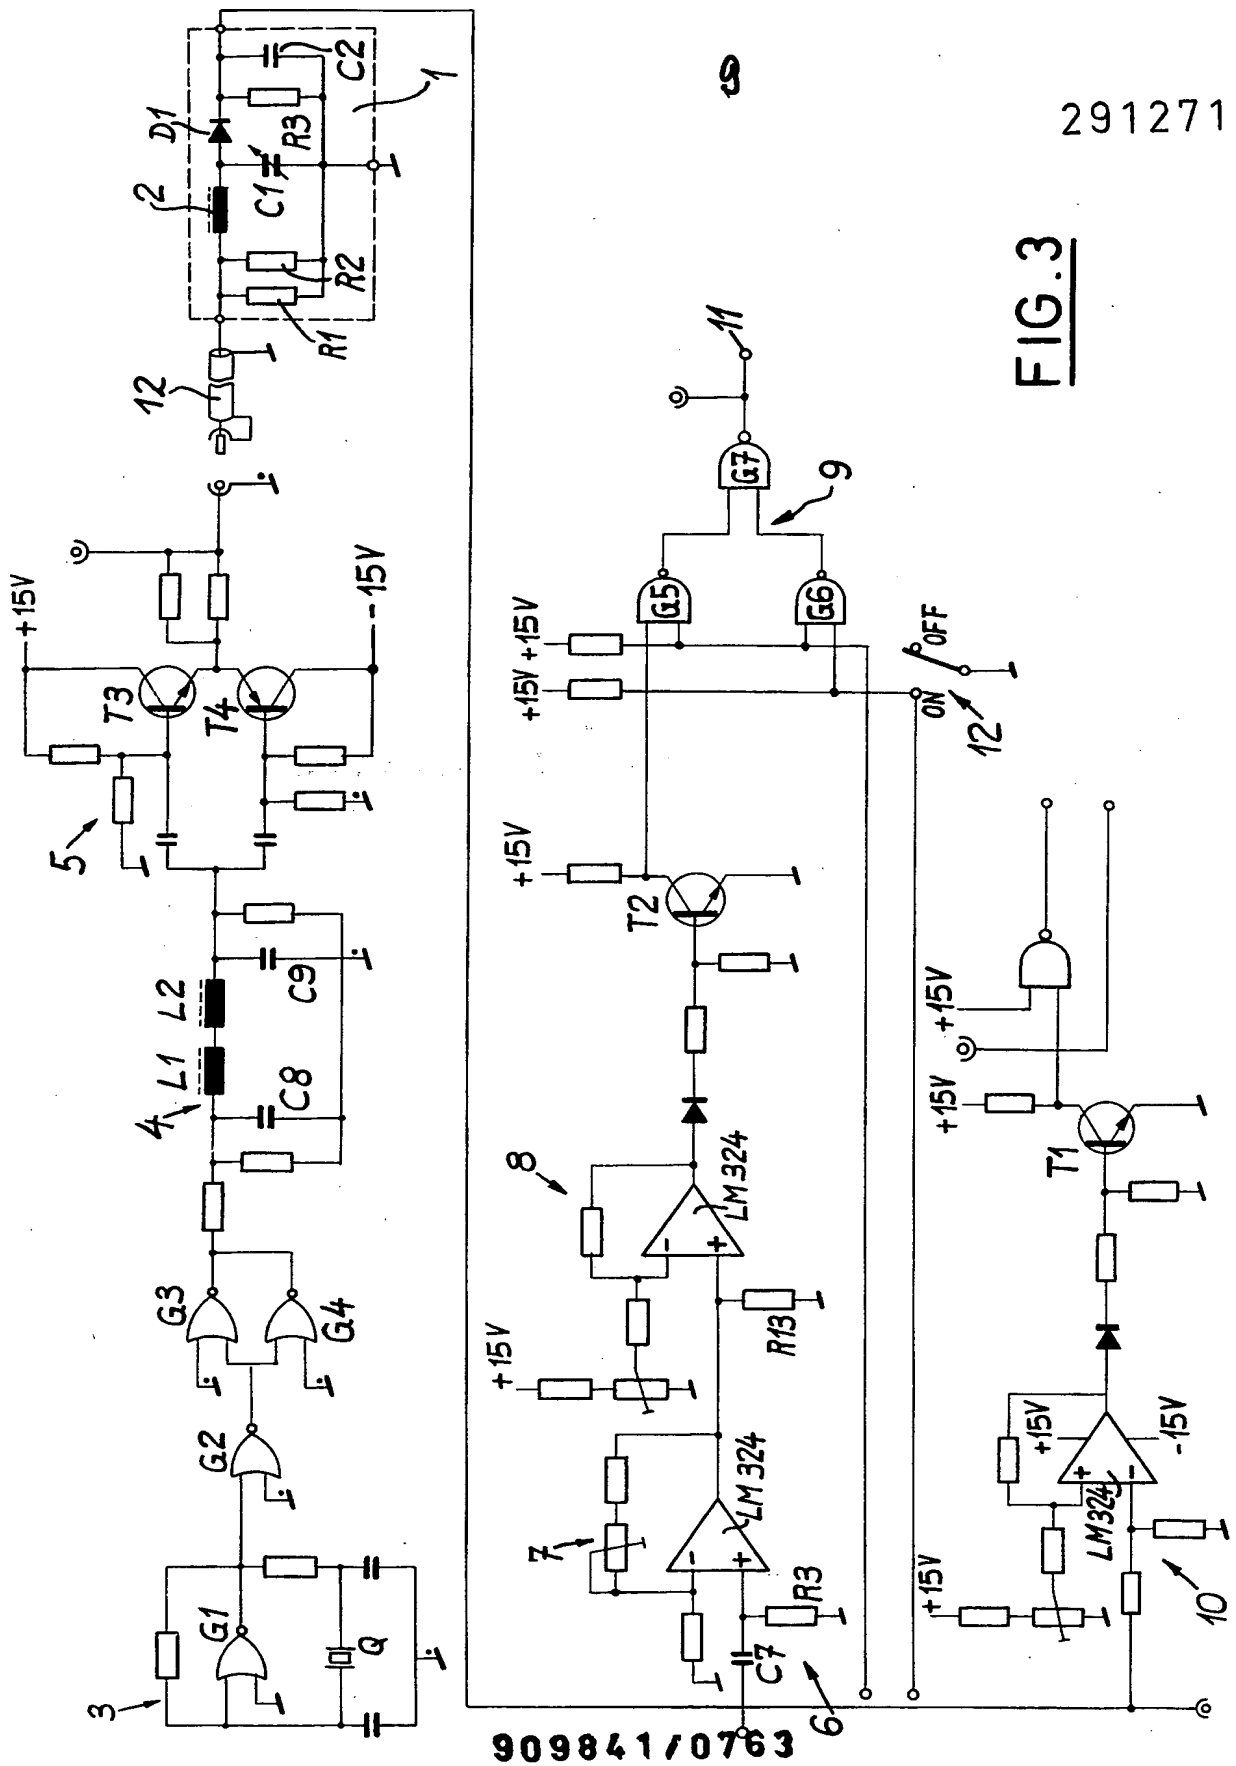 9
291271
FIG.3
+15V
T3
T4
-15V
5
12
R1
R2
2
C1
D1
R3
C2
1
3
G1
Q
G2
G3
G4
4
L1
L2
C8
C9
+15V
+15V
+15V
T2
G5
G6
G7
9
11
ON
OFF
12
6
C7
R3
7
LM324
+15V
R13
8
LM324
-
+
-
+
+15V
10
LM324
+
-
+15V
-15V
T1
+15V
+15V
909841/0763